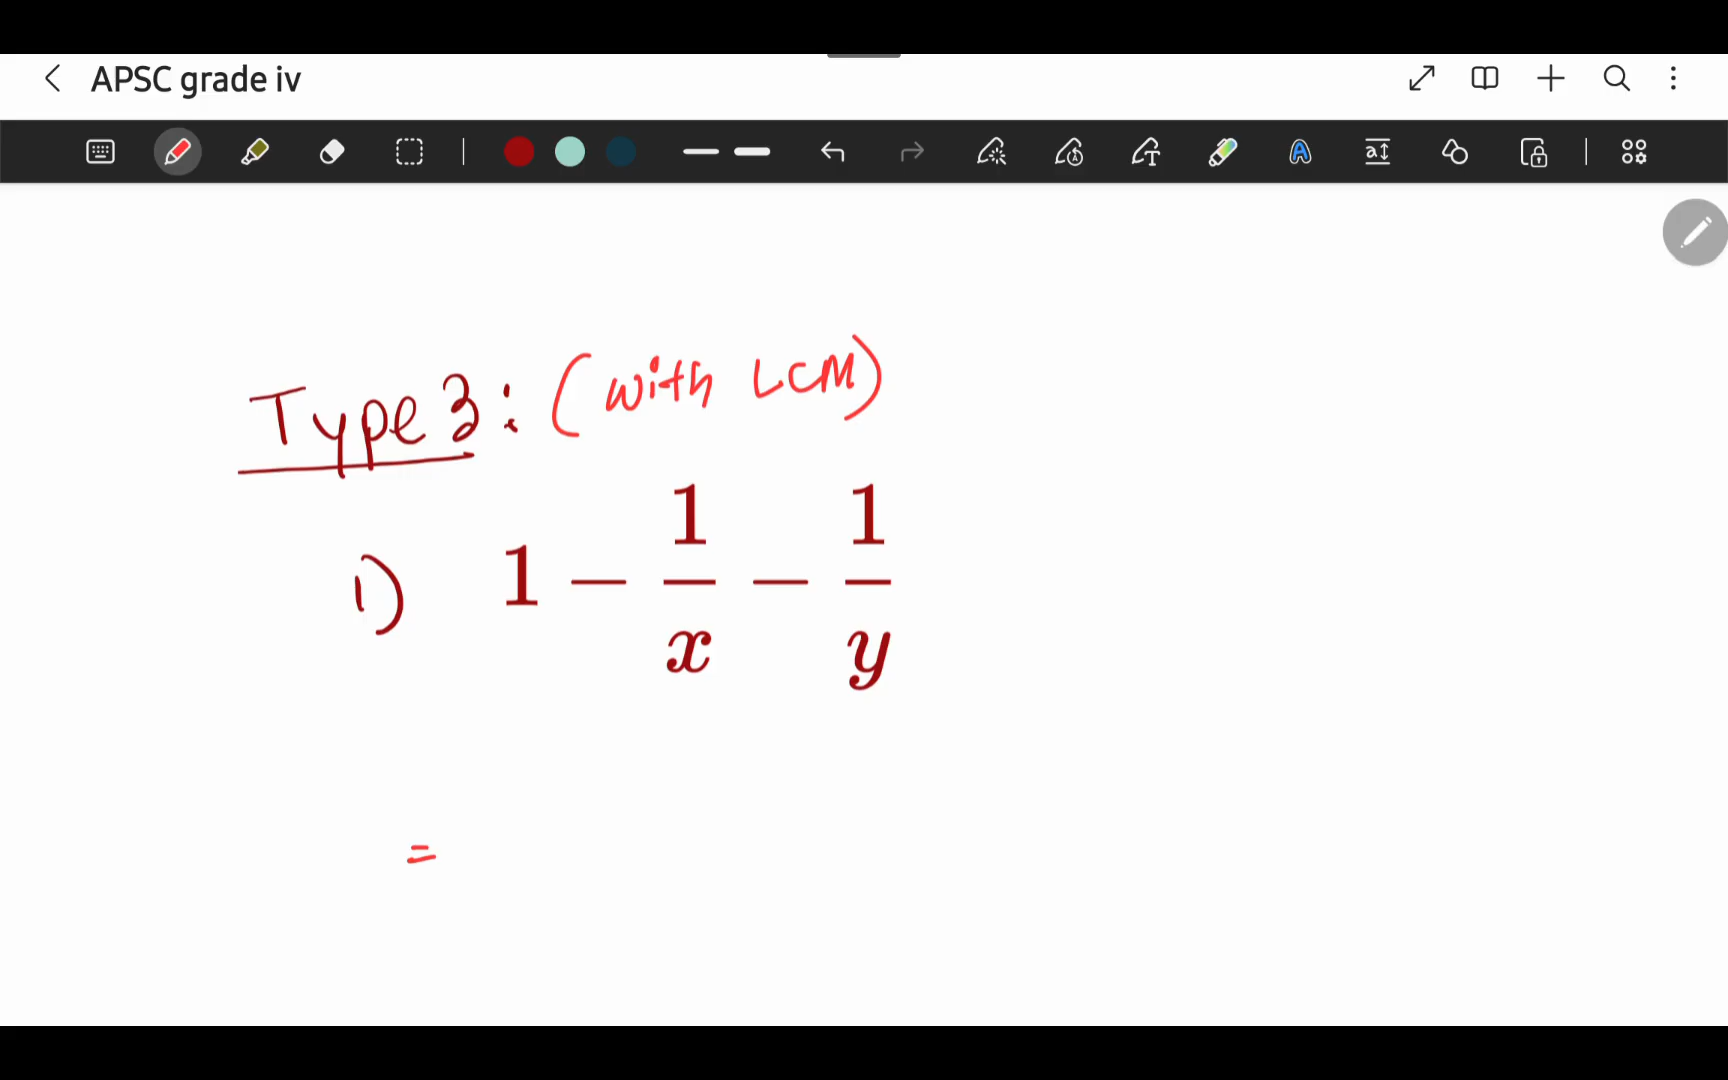 APSC grade iv
Type 3: (with LCM)
1) 1 - 1/x - 1/y
=